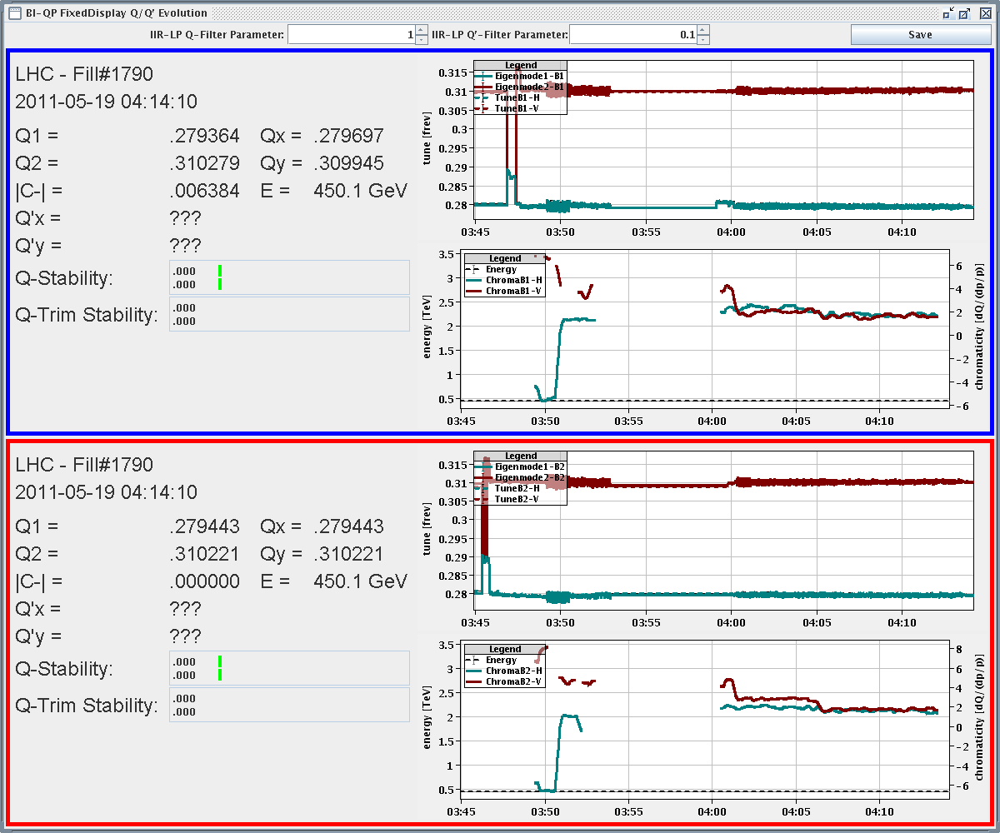 BI-QP FixedDisplay Q/Q' Evolution
IIR-LP Q-Filter Parameter: 1 IIR-LP Q'-Filter Parameter: 0.1 Save
LHC - Fill#1790
2011-05-19 04:14:10
Q1 = .279364 Qx = .279697
Q2 = .310279 Qy = .309945
|C-| = .006384 E = 450.1 GeV
Q'x = ???
Q'y = ???
Q-Stability: .000
.000
Q-Trim Stability: .000
.000
tune [frev]
0.315
0.31
0.305
0.3
0.295
0.29
0.285
0.28
Legend
Eigenmode1-B1
Eigenmode2-B1
TuneB1-H
TuneB1-V
03:45 03:50 03:55 04:00 04:05 04:10
energy [TeV]
3.5
3
2.5
2
1.5
1
0.5
Legend
Energy
ChromaB1-H
ChromaB1-V
6
4
2
0
-2
-4
-6
chromaticity [dQ/(dp/p)]
03:45 03:50 03:55 04:00 04:05 04:10
LHC - Fill#1790
2011-05-19 04:14:10
Q1 = .279443 Qx = .279443
Q2 = .310221 Qy = .310221
|C-| = .000000 E = 450.1 GeV
Q'x = ???
Q'y = ???
Q-Stability: .000
.000
Q-Trim Stability: .000
.000
tune [frev]
0.315
0.31
0.305
0.3
0.295
0.29
0.285
0.28
Legend
Eigenmode1-B2
Eigenmode2-B2
TuneB2-H
TuneB2-V
03:45 03:50 03:55 04:00 04:05 04:10
energy [TeV]
3.5
3
2.5
2
1.5
1
0.5
Legend
Energy
ChromaB2-H
ChromaB2-V
8
6
4
2
0
-2
-4
-6
chromaticity [dQ/(dp/p)]
03:45 03:50 03:55 04:00 04:05 04:10